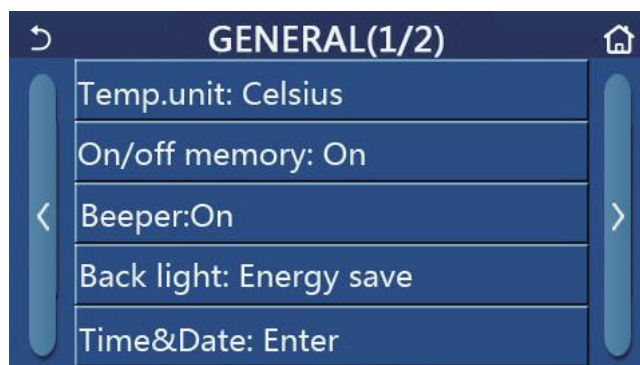 GENERAL(1/2)
Temp.unit: Celsius
On/off memory: On
Beeper:On
Back light: Energy save
Time&Date: Enter